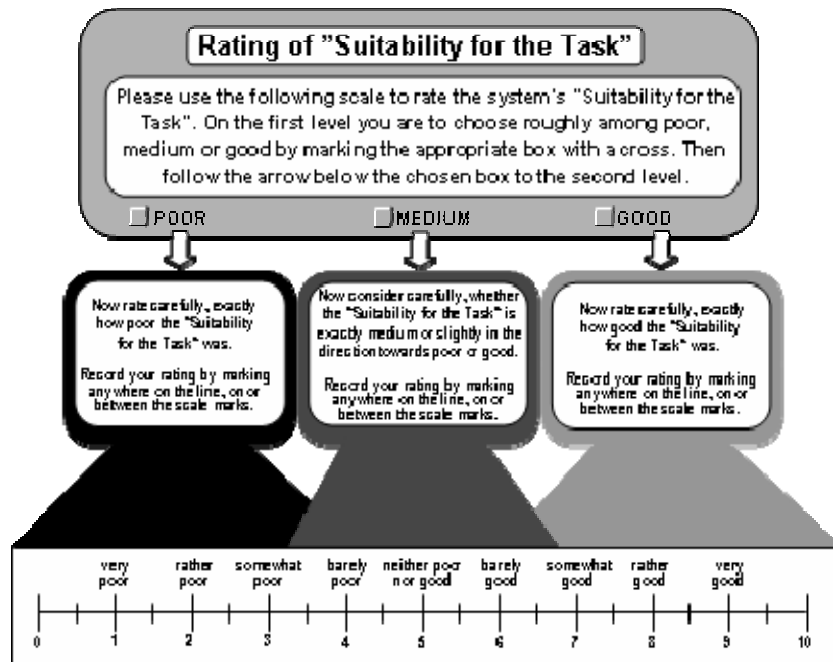 Rating of "Suitability for the Task"
Please use the following scale to rate the system's "Suitability for the
Task". On the first level you are to choose roughly among poor,
medium or good by marking the appropriate box with a cross. Then
follow the arrow below the chosen box to the second level.
POOR
MEDIUM
GOOD
Now rate carefully, exactly
how poor the "Suitability
for the Task" was.
Record your rating by marking
anywhere on the line, on or
between the scale marks.
Now consider carefully, whether
the "Suitability for the Task" is
exactly medium or slightly in the
direction towards poor or good.
Record your rating by marking
anywhere on the line, on or
between the scale marks.
Now rate carefully, exactly
how good the "Suitability
for the Task" was.
Record your rating by marking
anywhere on the line, on or
between the scale marks.
very rather somewhat barely neither poor barely somewhat rather very
poor poor poor poor nor good good good good good
0 1 2 3 4 5 6 7 8 9 10